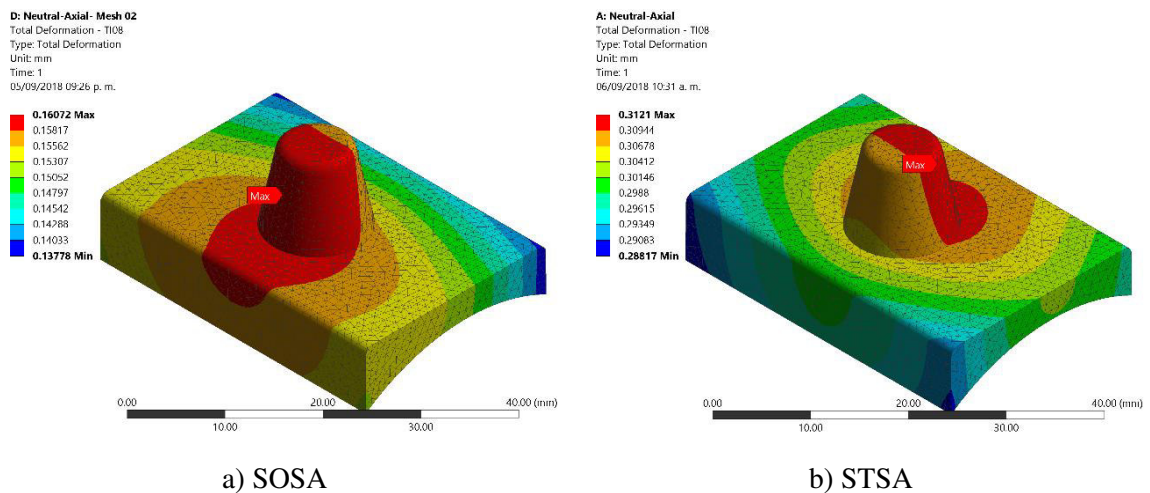 D: Neutral-Axial- Mesh 02
Total Deformation - TI08
Type: Total Deformation
Unit: mm
Time: 1
05/09/2018 09:26 p. m.
0.16072 Max
0.15817
0.15562
0.15307
0.15052
0.14797
0.14542
0.14288
0.14033
0.13778 Min
Max
0.00 20.00 40.00 (mm)
10.00 30.00
a) SOSA
A: Neutral-Axial
Total Deformation - TI08
Type: Total Deformation
Unit: mm
Time: 1
06/09/2018 10:31 a. m.
0.3121 Max
0.30944
0.30678
0.30412
0.30146
0.2988
0.29615
0.29349
0.29083
0.28817 Min
Max
0.00 20.00 40.00 (mm)
10.00 30.00
b) STSA